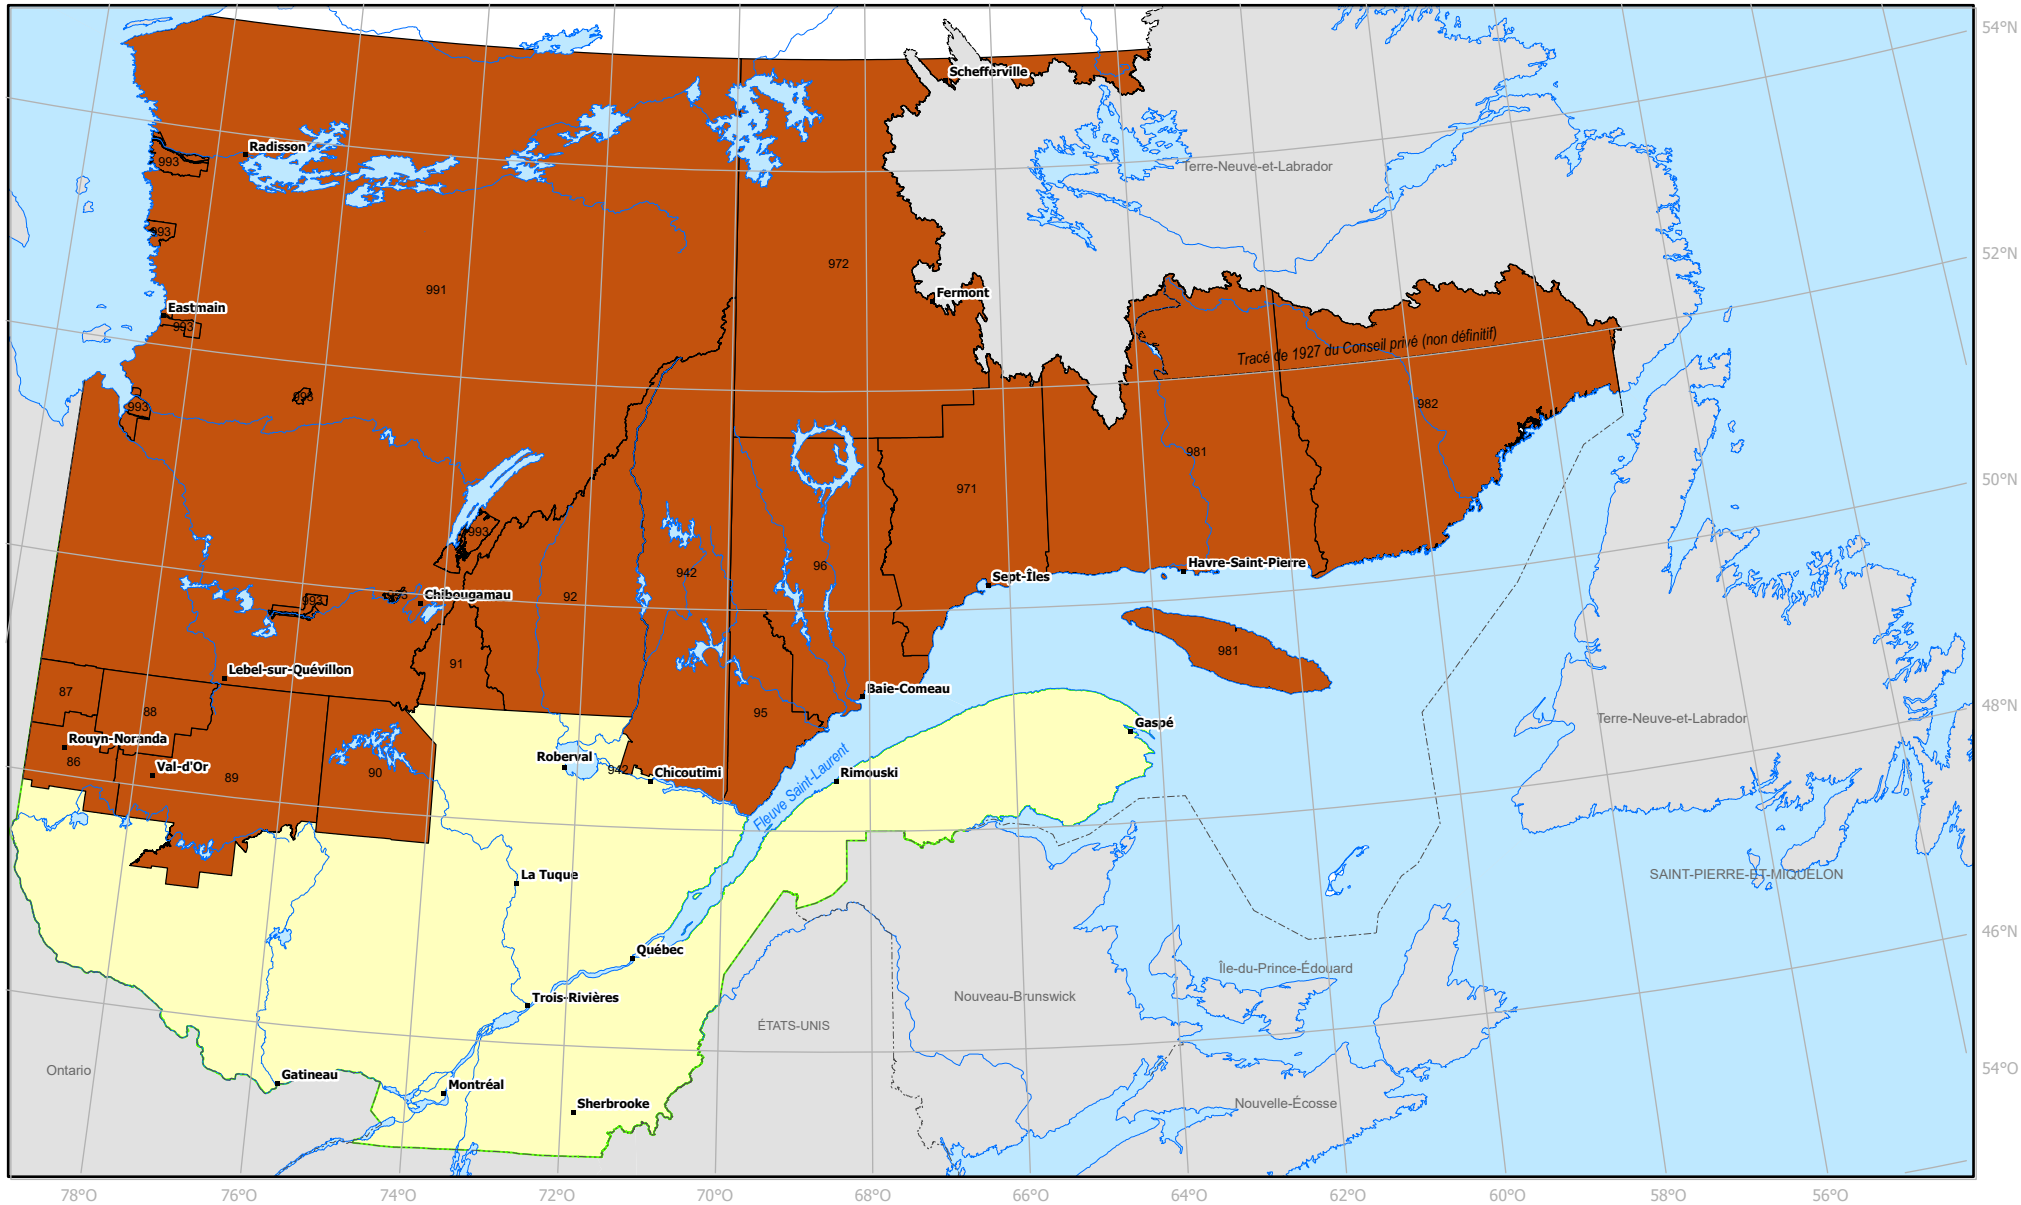 54°N
Schefferville
Radisson
993
Terre-Neuve-et-Labrador
993
52°N
972
991
Fermont
Eastmain
993
Tracé de 1927 du Conseil privé (non définitif)
993
993
982
981
50°N
971
993
Havre-Saint-Pierre
96
942
Sept-Îles
92
Chibougamau
993
993
981
91
Lebel-sur-Quévillon
Baie-Comeau
87
88
95
48°N
Terre-Neuve-et-Labrador
Gaspé
Rouyn-Noranda
Roberval
86
Val-d'Or
942
Chicoutimi
Rimouski
89
90
Fleuve Saint-Laurent
La Tuque
SAINT-PIERRE-ET-MIQUELON
46°N
Québec
Île-du-Prince-Édouard
Trois-Rivières
Nouveau-Brunswick
ÉTATS-UNIS
Ontario
54°O
Gatineau
Montréal
Sherbrooke
Nouvelle-Écosse
78°O 76°O 74°O 72°O 70°O 68°O 66°O 64°O 62°O 60°O 58°O 56°O